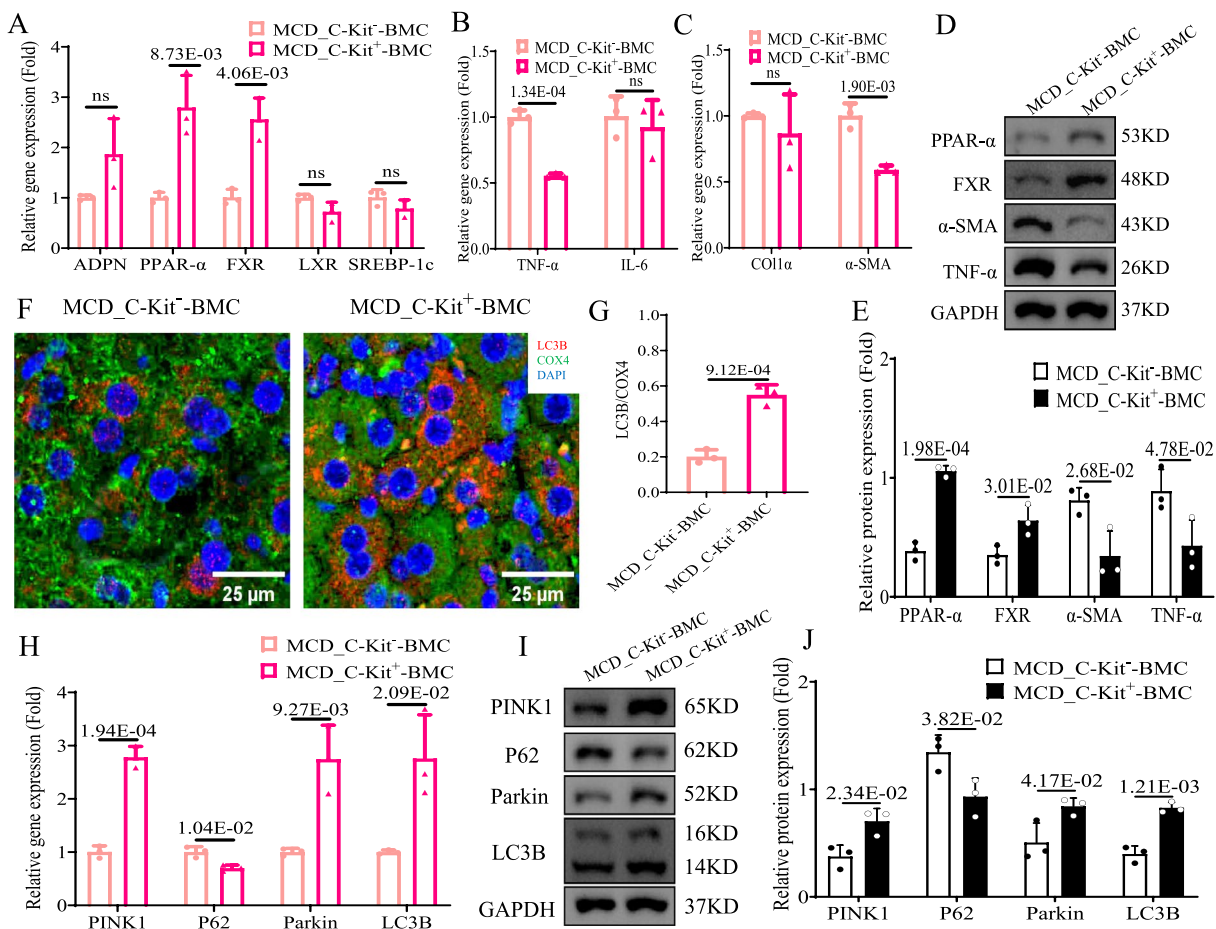 A
MCD_C-Kit⁻-BMC
MCD_C-Kit⁺-BMC
Relative gene expression (Fold)
4
3
2
1
0
ns
8.73E-03
4.06E-03
ns
ns
ADPN PPAR-α FXR LXR SREBP-1c
B
MCD_C-Kit⁻-BMC
MCD_C-Kit⁺-BMC
Relative gene expression (Fold)
1.5
1.0
0.5
0.0
1.34E-04
ns
TNF-α IL-6
C
MCD_C-Kit⁻-BMC
MCD_C-Kit⁺-BMC
Relative gene expression (Fold)
1.5
1.0
0.5
0.0
ns
1.90E-03
COl1α α-SMA
D
MCD_C-Kit⁻-BMC
MCD_C-Kit⁺-BMC
PPAR-α 53KD
FXR 48KD
α-SMA 43KD
TNF-α 26KD
GAPDH 37KD
E
MCD_C-Kit⁻-BMC
MCD_C-Kit⁺-BMC
Relative protein expression (Fold)
2
1
0
1.98E-04
3.01E-02
2.68E-02
4.78E-02
PPAR-α FXR α-SMA TNF-α
F
MCD_C-Kit⁻-BMC
MCD_C-Kit⁺-BMC
LC3B
COX4
DAPI
25 μm
25 μm
G
LC3B/COX4
1.0
0.8
0.6
0.4
0.2
0.0
9.12E-04
MCD_C-Kit⁻-BMC
MCD_C-Kit⁺-BMC
H
MCD_C-Kit⁻-BMC
MCD_C-Kit⁺-BMC
Relative gene expression (Fold)
4
3
2
1
0
1.94E-04
1.04E-02
9.27E-03
2.09E-02
PINK1 P62 Parkin LC3B
I
MCD_C-Kit⁻-BMC
MCD_C-Kit⁺-BMC
PINK1 65KD
P62 62KD
Parkin 52KD
LC3B 16KD
14KD
GAPDH 37KD
J
MCD_C-Kit⁻-BMC
MCD_C-Kit⁺-BMC
Relative protein expression (Fold)
2
1
0
2.34E-02
3.82E-02
4.17E-02
1.21E-03
PINK1 P62 Parkin LC3B